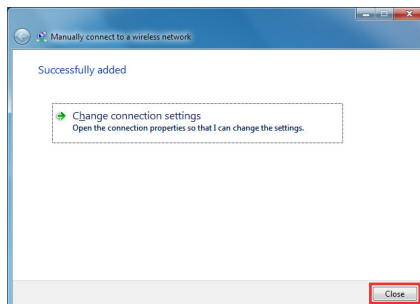 Manually connect to a wireless network
Successfully added
Change connection settings
Open the connection properties so that I can change the settings.
Close